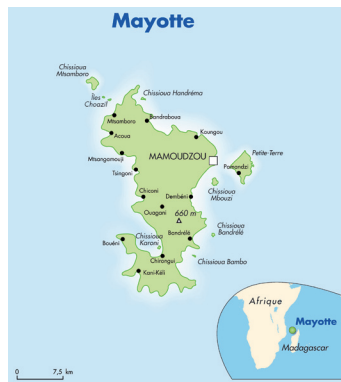 Mayotte
Chissioua
Mtsamboro
Îles
Choazil
Chissioua Handréma
Mtsamboro
Bandraboua
Acoua
Koungou
Mtsangamouji
MAMOUDZOU
Petite-Terre
Pamandzi
Tsingoni
Chiconi
Dembéni
Chissioua
Mbouzi
Ouagani
660 m
Chissioua
Bandrélé
Bandrélé
Chissioua
Karoni
Bouéni
Chirongui
Chissioua Bamba
Kani-Kéli
Afrique
Mayotte
Madagascar
0
7,5 km